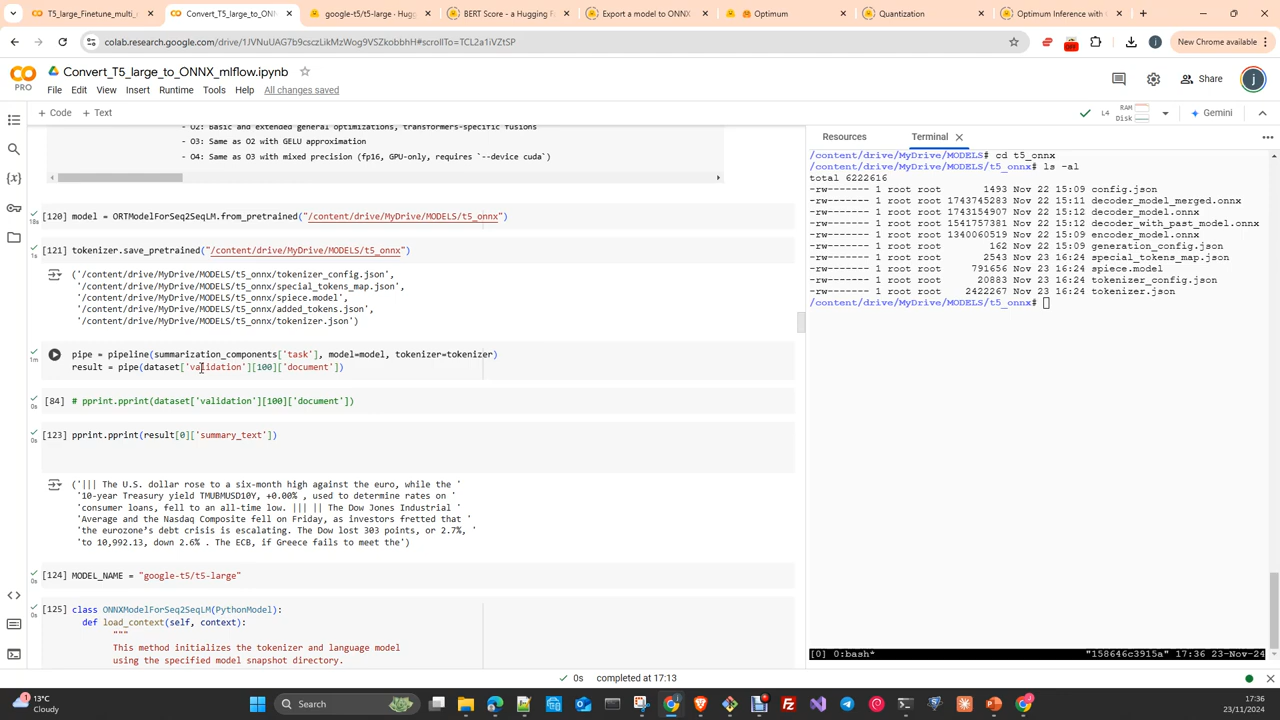 T5_large_Finetune_multi_
Convert_T5_large_to_ONN
google-t5/t5-large · Hugg
BERT Score - a Hugging F
Export a model to ONNX
Optimum
Quantization
Optimum Inference with
colab.research.google.com/drive/1JVNuUAG7b9csczLikMzWog9VSZkobbhH#scrollTo=TCL2a1iVZtSP
OFF
j
New Chrome available
CO
PRO
Convert_T5_large_to_ONNX_mlflow.ipynb
File Edit View Insert Runtime Tools Help All changes saved
Share
j
+ Code + Text
L4
RAM
Disk
Gemini
- O2: Basic and extended general optimizations, transformers-specific fusions
- O3: Same as O2 with GELU approximation
- O4: Same as O3 with mixed precision (fp16, GPU-only, requires `--device cuda`)
[120] model = ORTModelForSeq2SeqLM.from_pretrained("/content/drive/MyDrive/MODELS/t5_onnx")
18s
[121] tokenizer.save_pretrained("/content/drive/MyDrive/MODELS/t5_onnx")
1s
('/content/drive/MyDrive/MODELS/t5_onnx/tokenizer_config.json',
'/content/drive/MyDrive/MODELS/t5_onnx/special_tokens_map.json',
'/content/drive/MyDrive/MODELS/t5_onnx/spiece.model',
'/content/drive/MyDrive/MODELS/t5_onnx/added_tokens.json',
'/content/drive/MyDrive/MODELS/t5_onnx/tokenizer.json')
pipe = pipeline(summarization_components['task'], model=model, tokenizer=tokenizer)
1m
result = pipe(dataset['validation'][100]['document'])
[84] # pprint.pprint(dataset['validation'][100]['document'])
0s
[123] pprint.pprint(result[0]['summary_text'])
0s
('||| The U.S. dollar rose to a six-month high against the euro, while the '
'10-year Treasury yield TMUBMUSD10Y, +0.00% , used to determine rates on '
'consumer loans, fell to an all-time low. ||| || The Dow Jones Industrial '
'Average and the Nasdaq Composite fell on Friday, as investors fretted that '
'the eurozone's debt crisis is escalating. The Dow lost 303 points, or 2.7%, '
'to 10,992.13, down 2.6% . The ECB, if Greece fails to meet the')
[124] MODEL_NAME = "google-t5/t5-large"
0s
[125] class ONNXModelForSeq2SeqLM(PythonModel):
0s
def load_context(self, context):
"""
This method initializes the tokenizer and language model
using the specified model snapshot directory.
Resources Terminal
/content/drive/MyDrive/MODELS# cd t5_onnx
/content/drive/MyDrive/MODELS/t5_onnx# ls -al
total 6222616
-rw------- 1 root root 1493 Nov 22 15:09 config.json
-rw------- 1 root root 1743745283 Nov 22 15:11 decoder_model_merged.onnx
-rw------- 1 root root 1743154907 Nov 22 15:12 decoder_model.onnx
-rw------- 1 root root 1541757381 Nov 22 15:12 decoder_with_past_model.onnx
-rw------- 1 root root 1340060519 Nov 22 15:09 encoder_model.onnx
-rw------- 1 root root 162 Nov 22 15:09 generation_config.json
-rw------- 1 root root 2543 Nov 23 16:24 special_tokens_map.json
-rw------- 1 root root 791656 Nov 23 16:24 spiece.model
-rw------- 1 root root 20883 Nov 23 16:24 tokenizer_config.json
-rw------- 1 root root 2422267 Nov 23 16:24 tokenizer.json
/content/drive/MyDrive/MODELS/t5_onnx#
[0] 0:bash* "158646c3915a" 17:36 23-Nov-24
0s completed at 17:13
13°C
Cloudy
Search
17:36
23/11/2024